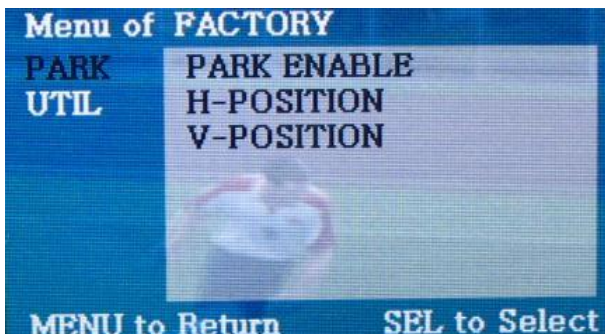 Menu of FACTORY
PARK PARK ENABLE
UTIL H-POSITION
V-POSITION
MENU to Return SEL to Select